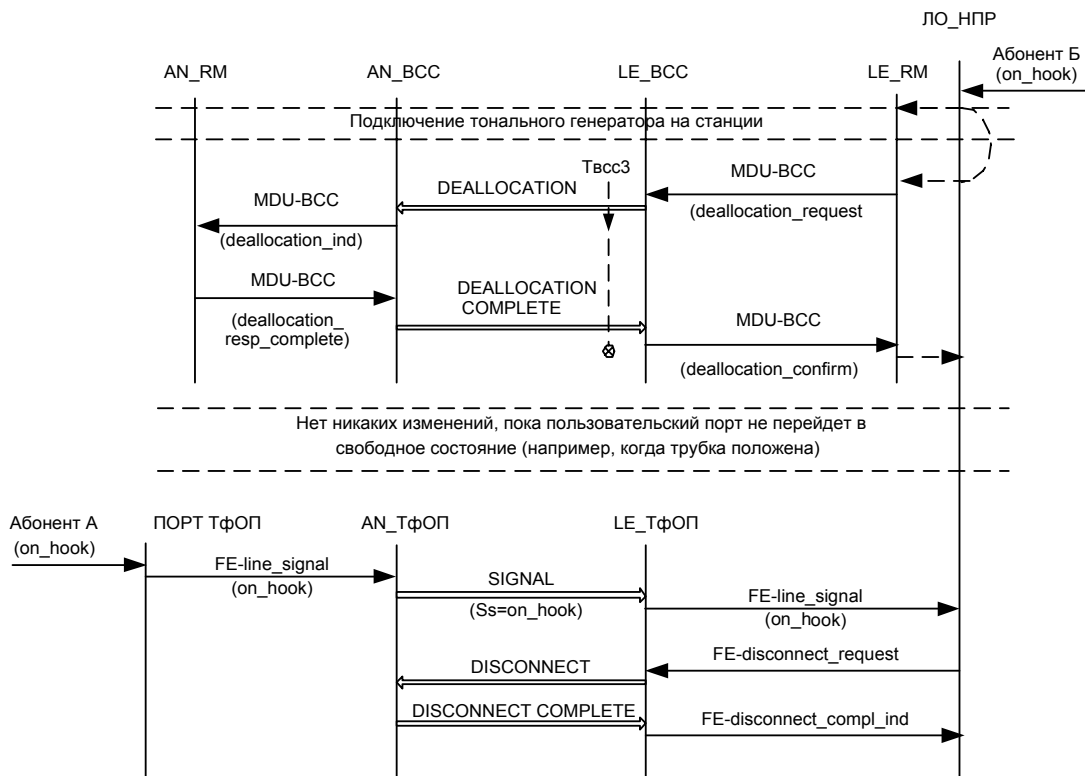 ЛО_НПР
Абонент Б
(on_hook)
AN_RM
AN_BCC
LE_BCC
LE_RM
Подключение тонального генератора на станции
Твсс3
MDU-BCC
DEALLOCATION
(deallocation_request
MDU-BCC
(deallocation_ind)
MDU-BCC
(deallocation_
resp_complete)
DEALLOCATION
COMPLETE
MDU-BCC
(deallocation_confirm)
Нет никаких изменений, пока пользовательский порт не перейдет в
свободное состояние (например, когда трубка положена)
Абонент А
(on_hook)
ПОРТ ТфОП
AN_ТфОП
LE_ТфОП
FE-line_signal
(on_hook)
SIGNAL
(Ss=on_hook)
FE-line_signal
(on_hook)
FE-disconnect_request
DISCONNECT
DISCONNECT COMPLETE
FE-disconnect_compl_ind